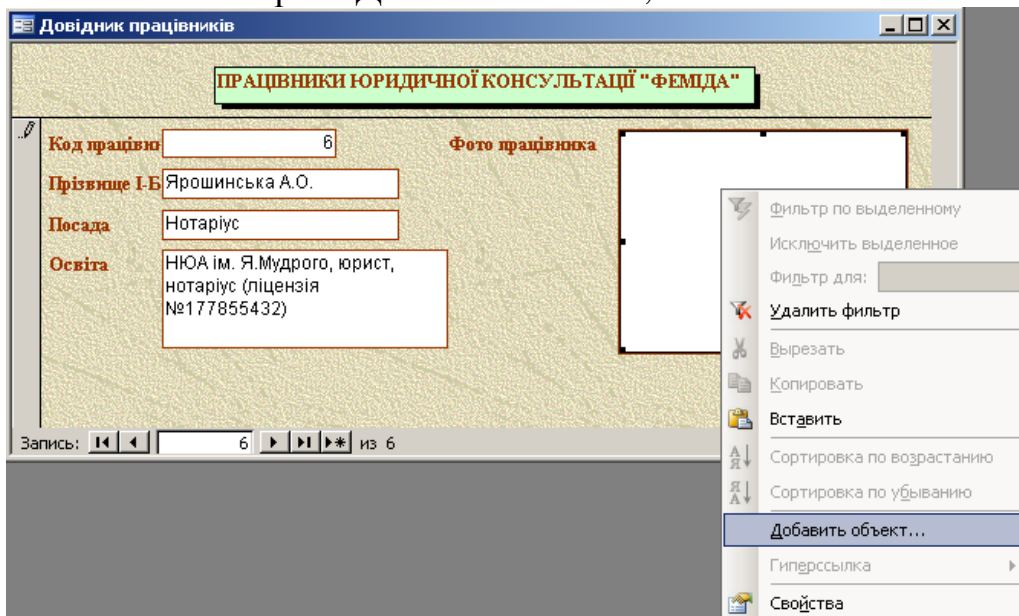 Довідник працівників
ПРАЦІВНИКИ ЮРИДИЧНОЇ КОНСУЛЬТАЦІЇ "ФЕМІДА"
Код працівни 6 Фото працівника
Прізвище І-Б Ярошинська А.О.
Посада Нотаріус
Освіта НЮА ім. Я.Мудрого, юрист,
нотаріус (ліцензія
№177855432)
Запись: 6 из 6
Фильтр по выделенному
Исключить выделенное
Фильтр для:
Удалить фильтр
Вырезать
Копировать
Вставить
Сортировка по возрастанию
Сортировка по убыванию
Добавить объект...
Гиперссылка
Свойства